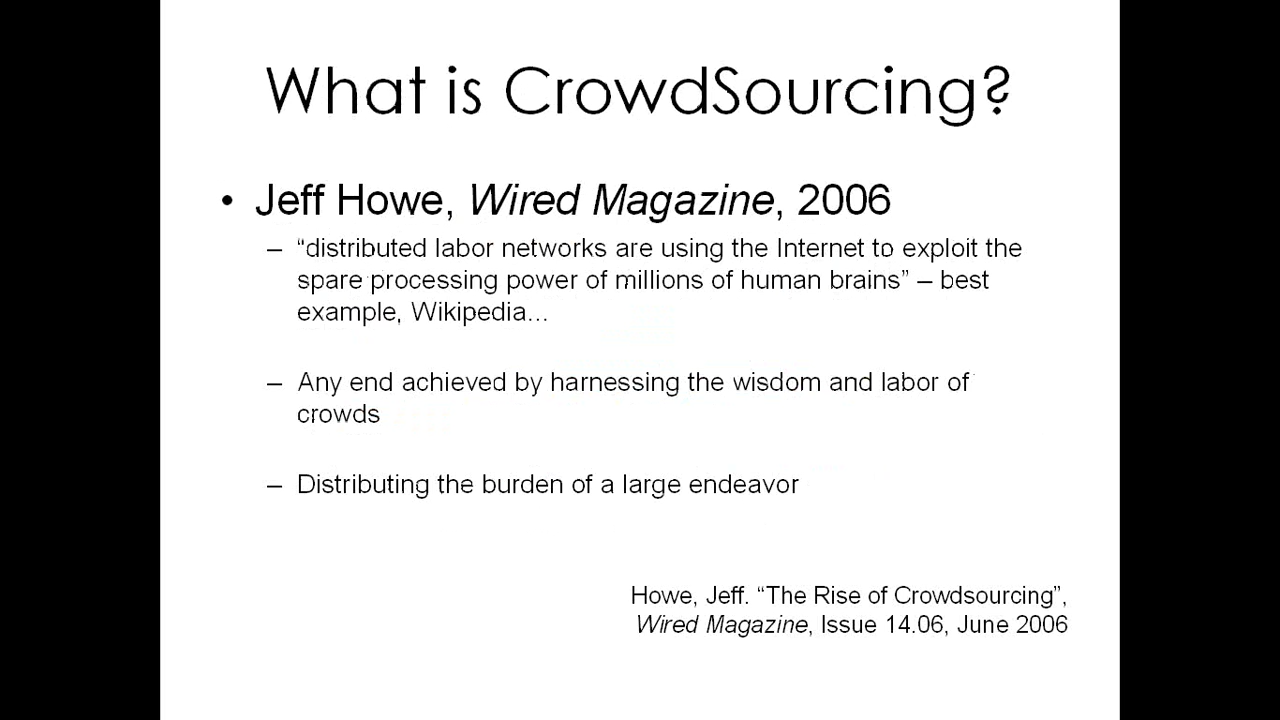 What is CrowdSourcing?
• Jeff Howe, Wired Magazine, 2006
– “distributed labor networks are using the Internet to exploit the
spare processing power of millions of human brains” – best
example, Wikipedia...
– Any end achieved by harnessing the wisdom and labor of
crowds
– Distributing the burden of a large endeavor
Howe, Jeff. “The Rise of Crowdsourcing”,
Wired Magazine, Issue 14.06, June 2006